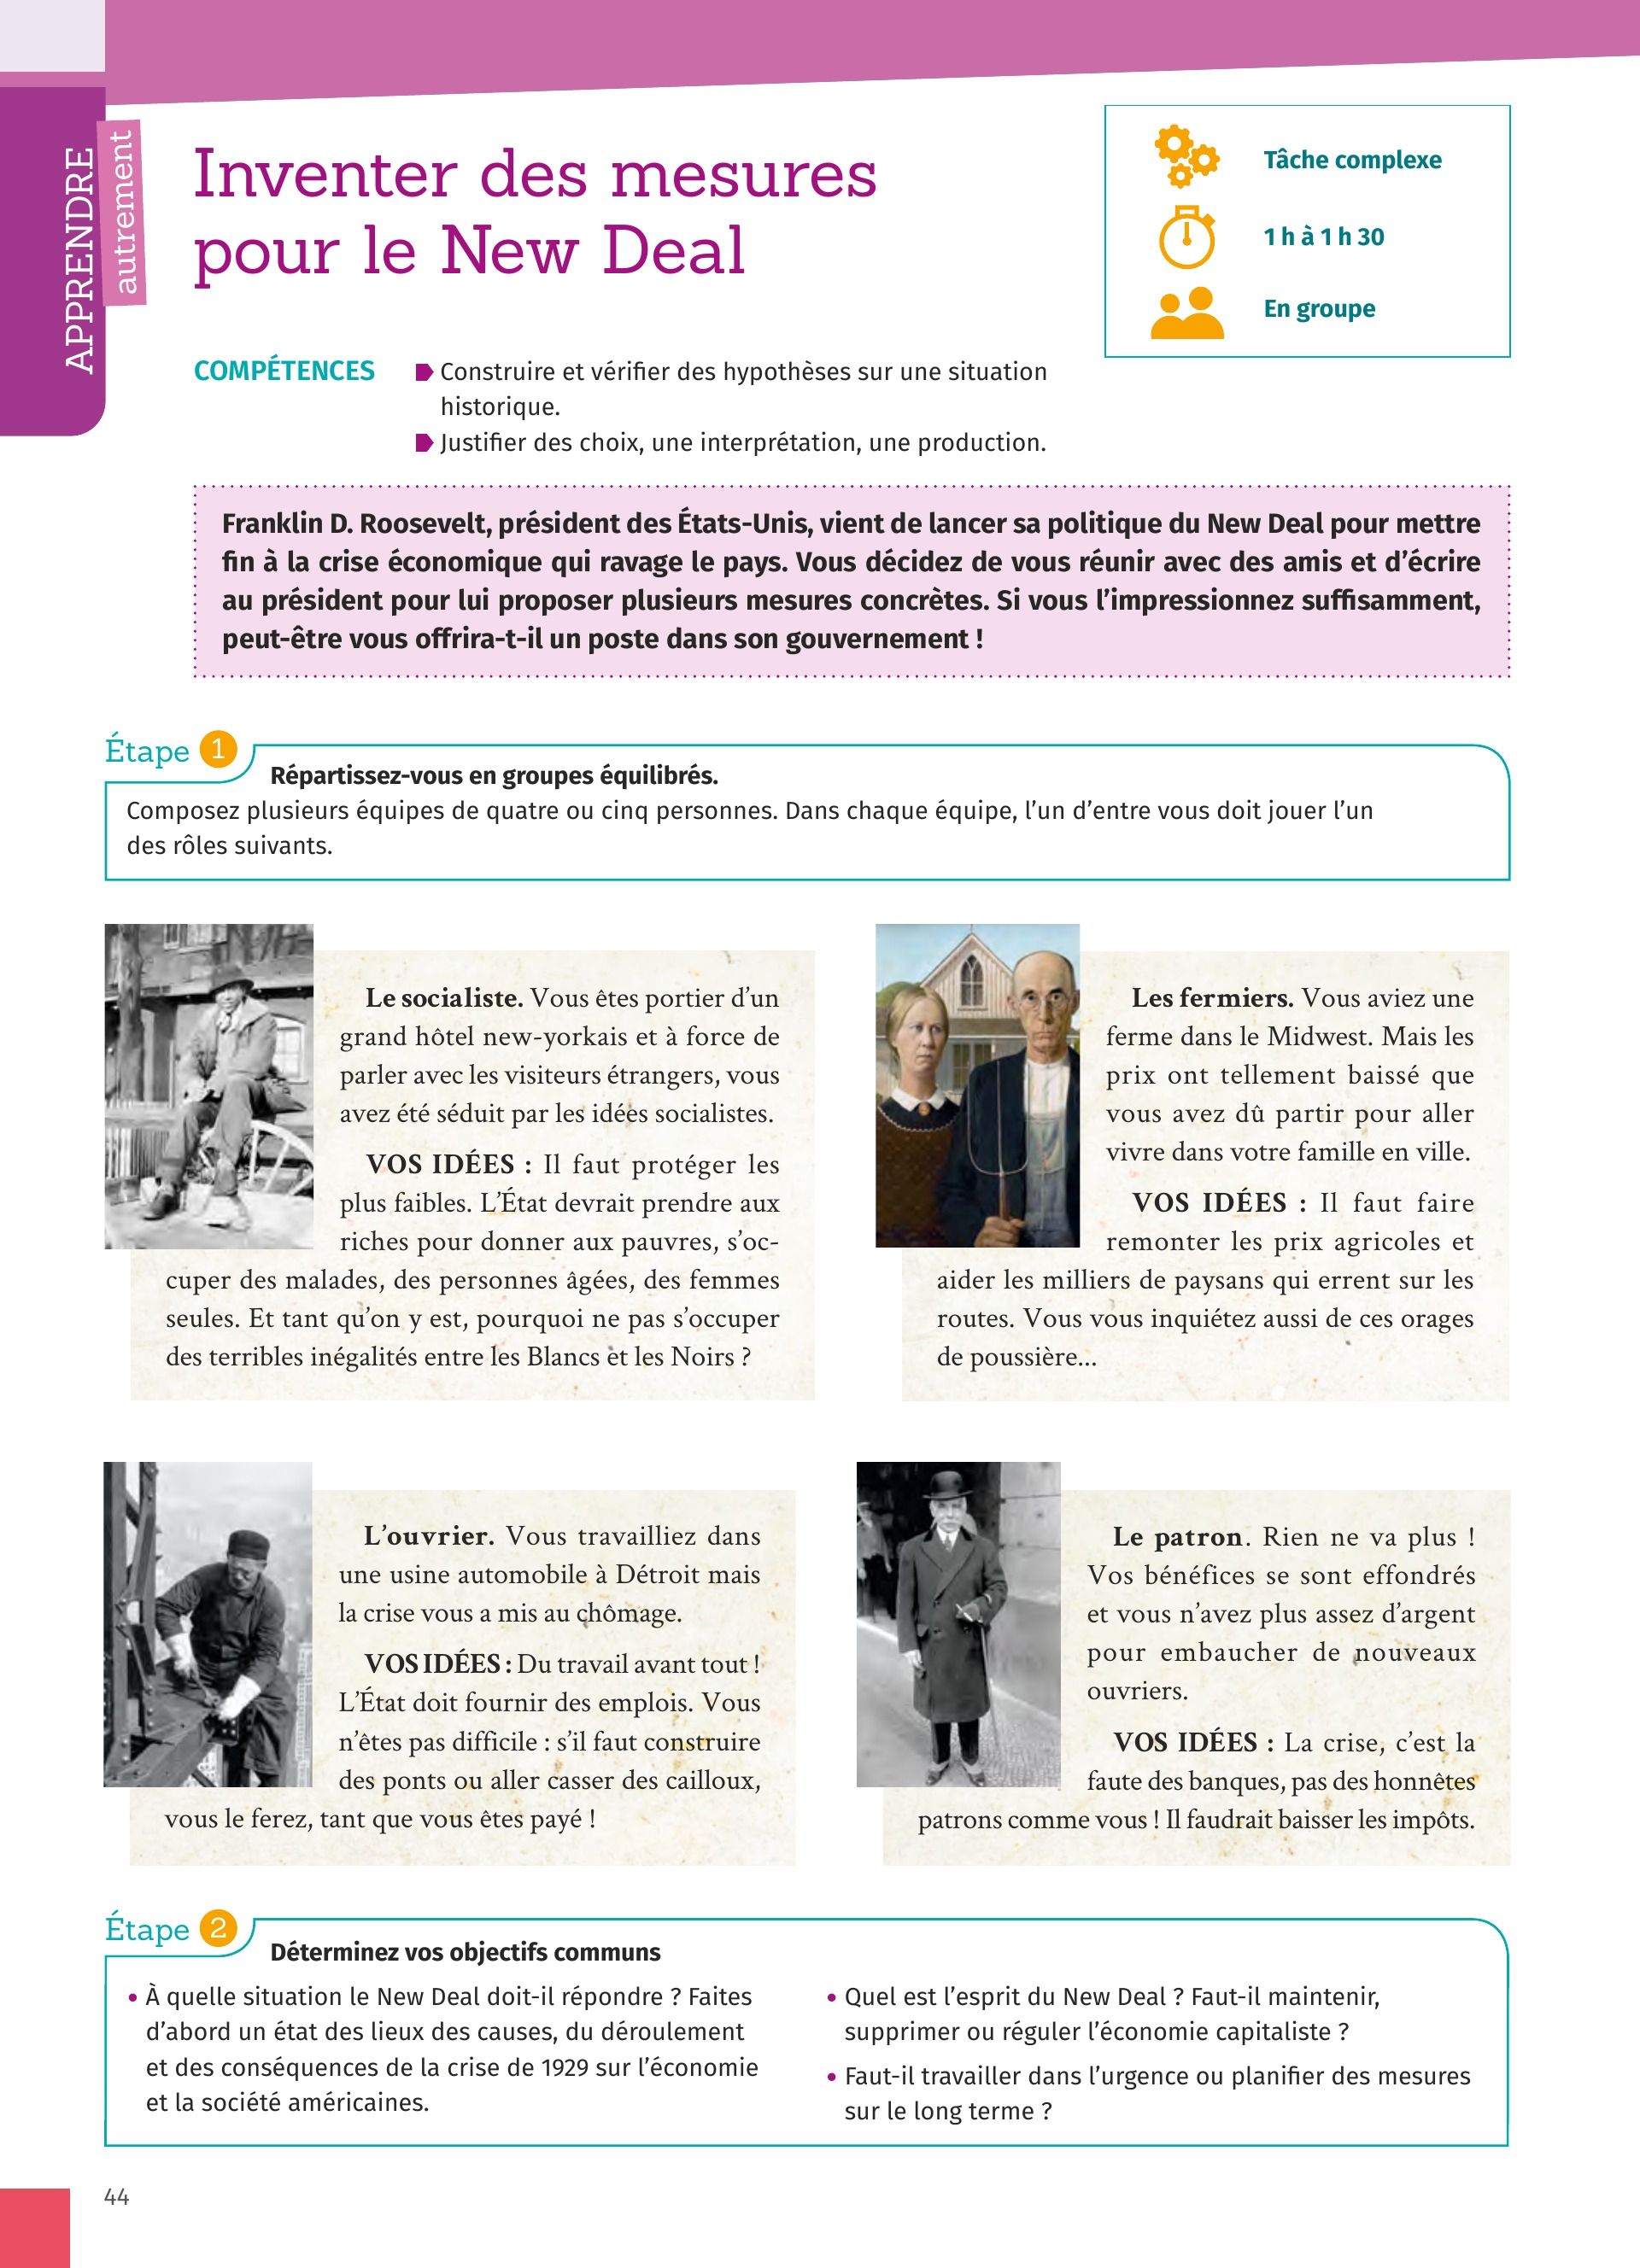 APPRENDRE
autrement
Inventer des mesures
pour le New Deal
Tâche complexe
1 h à 1 h 30
En groupe
COMPÉTENCES
Construire et vérifier des hypothèses sur une situation
historique.
Justifier des choix, une interprétation, une production.
Franklin D. Roosevelt, président des États-Unis, vient de lancer sa politique du New Deal pour mettre
fin à la crise économique qui ravage le pays. Vous décidez de vous réunir avec des amis et d'écrire
au président pour lui proposer plusieurs mesures concrètes. Si vous l'impressionnez suffisamment,
peut-être vous offrira-t-il un poste dans son gouvernement !
Étape 1
Répartissez-vous en groupes équilibrés.
Composez plusieurs équipes de quatre ou cinq personnes. Dans chaque équipe, l'un d'entre vous doit jouer l'un
des rôles suivants.
Le socialiste. Vous êtes portier d'un
grand hôtel new-yorkais et à force de
parler avec les visiteurs étrangers, vous
avez été séduit par les idées socialistes.
VOS IDÉES : Il faut protéger les
plus faibles. L'État devrait prendre aux
riches pour donner aux pauvres, s'oc-
cuper des malades, des personnes âgées, des femmes
seules. Et tant qu'on y est, pourquoi ne pas s'occuper
des terribles inégalités entre les Blancs et les Noirs ?
Les fermiers. Vous aviez une
ferme dans le Midwest. Mais les
prix ont tellement baissé que
vous avez dû partir pour aller
vivre dans votre famille en ville.
VOS IDÉES : Il faut faire
remonter les prix agricoles et
aider les milliers de paysans qui errent sur les
routes. Vous vous inquiétez aussi de ces orages
de poussière...
L'ouvrier. Vous travailliez dans
une usine automobile à Détroit mais
la crise vous a mis au chômage.
VOS IDÉES : Du travail avant tout !
L'État doit fournir des emplois. Vous
n'êtes pas difficile : s'il faut construire
des ponts ou aller casser des cailloux,
vous le ferez, tant que vous êtes payé !
Le patron. Rien ne va plus !
Vos bénéfices se sont effondrés
et vous n'avez plus assez d'argent
pour embaucher de nouveaux
ouvriers.
VOS IDÉES : La crise, c'est la
faute des banques, pas des honnêtes
patrons comme vous ! Il faudrait baisser les impôts.
Étape 2
Déterminez vos objectifs communs
• À quelle situation le New Deal doit-il répondre ? Faites
d'abord un état des lieux des causes, du déroulement
et des conséquences de la crise de 1929 sur l'économie
et la société américaines.
• Quel est l'esprit du New Deal ? Faut-il maintenir,
supprimer ou réguler l'économie capitaliste ?
• Faut-il travailler dans l'urgence ou planifier des mesures
sur le long terme ?
44